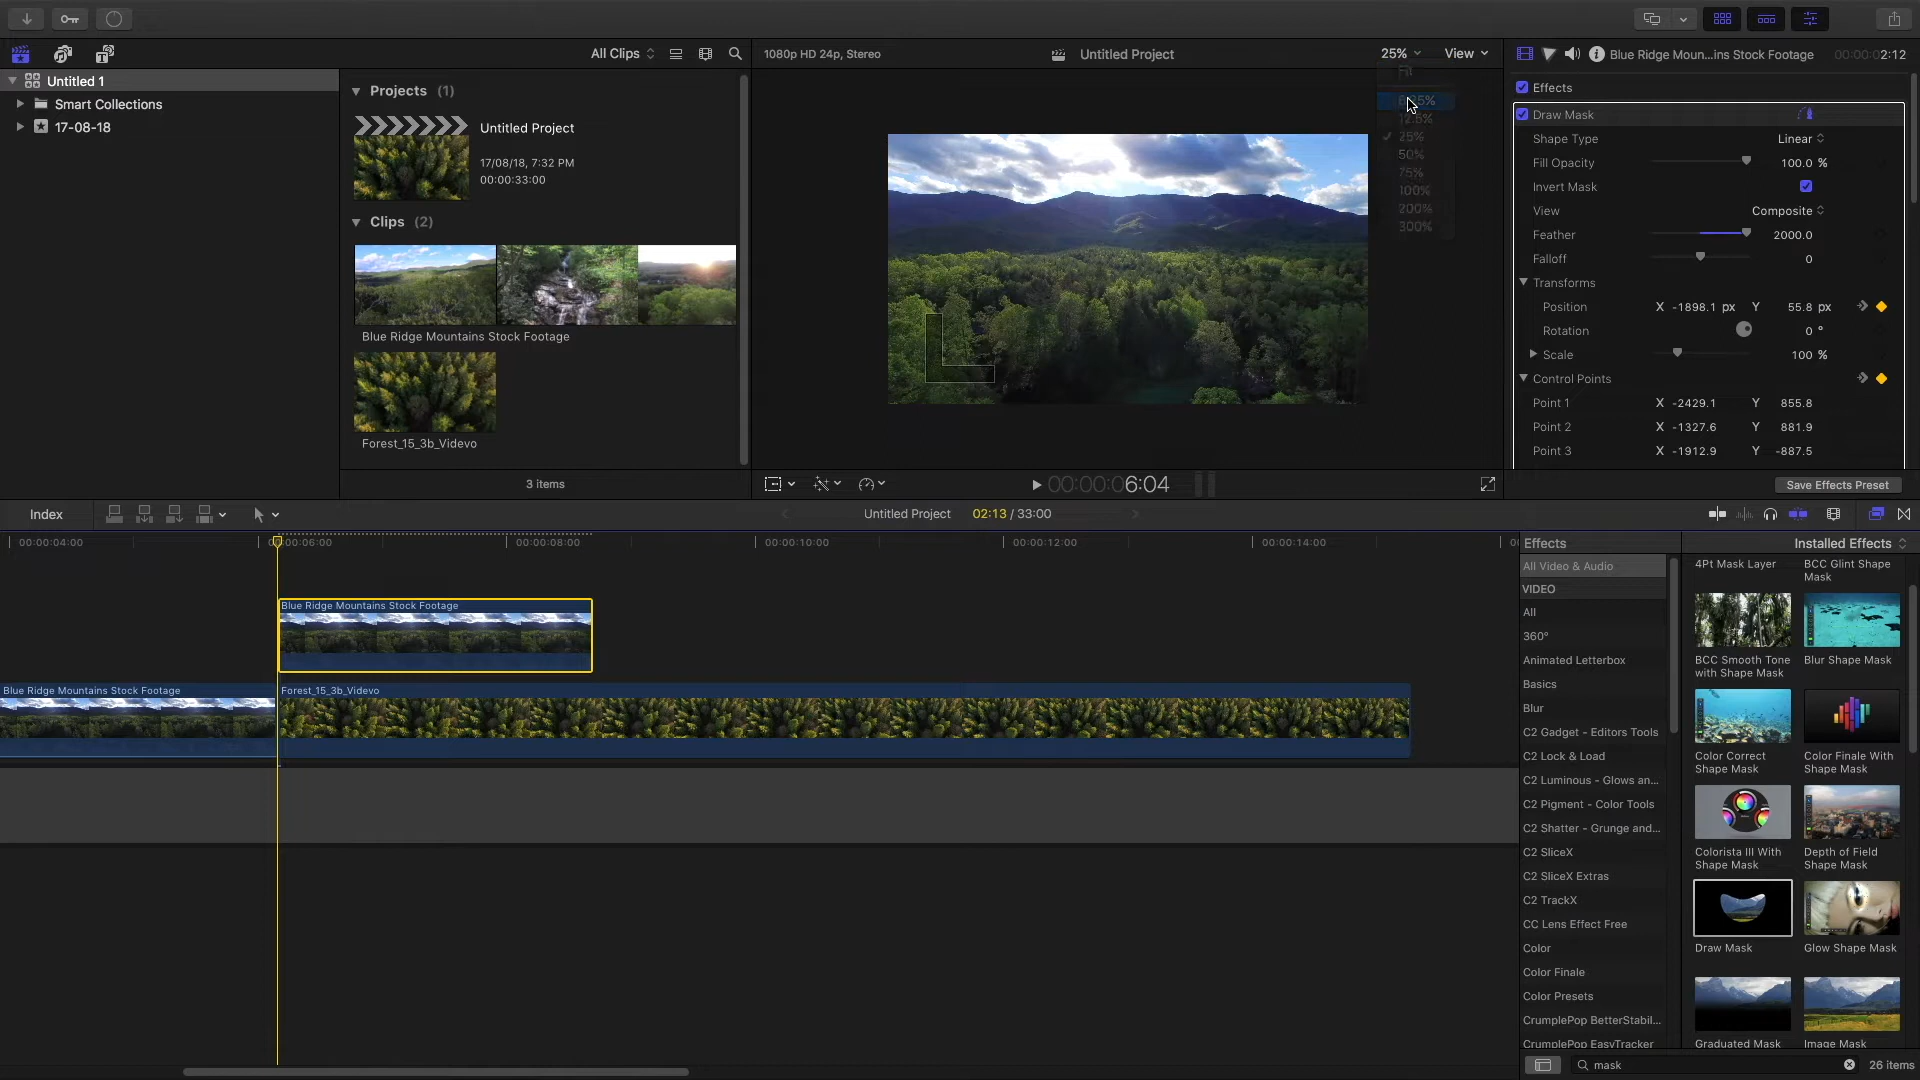 All Clips
1080p HD 24p, Stereo
Untitled Project
25%
View
Blue Ridge Moun...ins Stock Footage
00:00:02:12
Untitled 1
Smart Collections
17-08-18
Projects (1)
Untitled Project
17/08/18, 7:32 PM
00:00:33:00
Clips (2)
Blue Ridge Mountains Stock Footage
Forest_15_3b_Videvo
3 items
Fit
12.5%
25%
50%
75%
100%
200%
300%
00:00:06:04
Effects
Draw Mask
Shape Type Linear
Fill Opacity 100.0 %
Invert Mask
View Composite
Feather 2000.0
Falloff 0
Transforms
Position X -1898.1 px Y 55.8 px
Rotation 0 °
Scale 100 %
Control Points
Point 1 X -2429.1 Y 855.8
Point 2 X -1327.6 Y 881.9
Point 3 X -1912.9 Y -887.5
Save Effects Preset
Index
Untitled Project 02:13 / 33:00
00:00:04:00
00:00:08:00
00:00:10:00
00:00:12:00
00:00:14:00
Blue Ridge Mountains Stock Footage
Blue Ridge Mountains Stock Footage
Forest_15_3b_Videvo
Effects
Installed Effects
All Video & Audio
VIDEO
All
360°
Animated Letterbox
Basics
Blur
C2 Gadget - Editors Tools
C2 Lock & Load
C2 Luminous - Glows an...
C2 Pigment - Color Tools
C2 Shatter - Grunge and...
C2 SliceX
C2 SliceX Extras
C2 TrackX
CC Lens Effect Free
Color
Color Finale
Color Presets
CrumplePop BetterStabil...
CrumplePop EasyTracker
4Pt Mask Layer
BCC Glint Shape
Mask
BCC Smooth Tone
with Shape Mask
Blur Shape Mask
Color Correct
Shape Mask
Color Finale With
Shape Mask
Colorista III With
Shape Mask
Depth of Field
Shape Mask
Draw Mask
Glow Shape Mask
Graduated Mask
Image Mask
mask
26 items